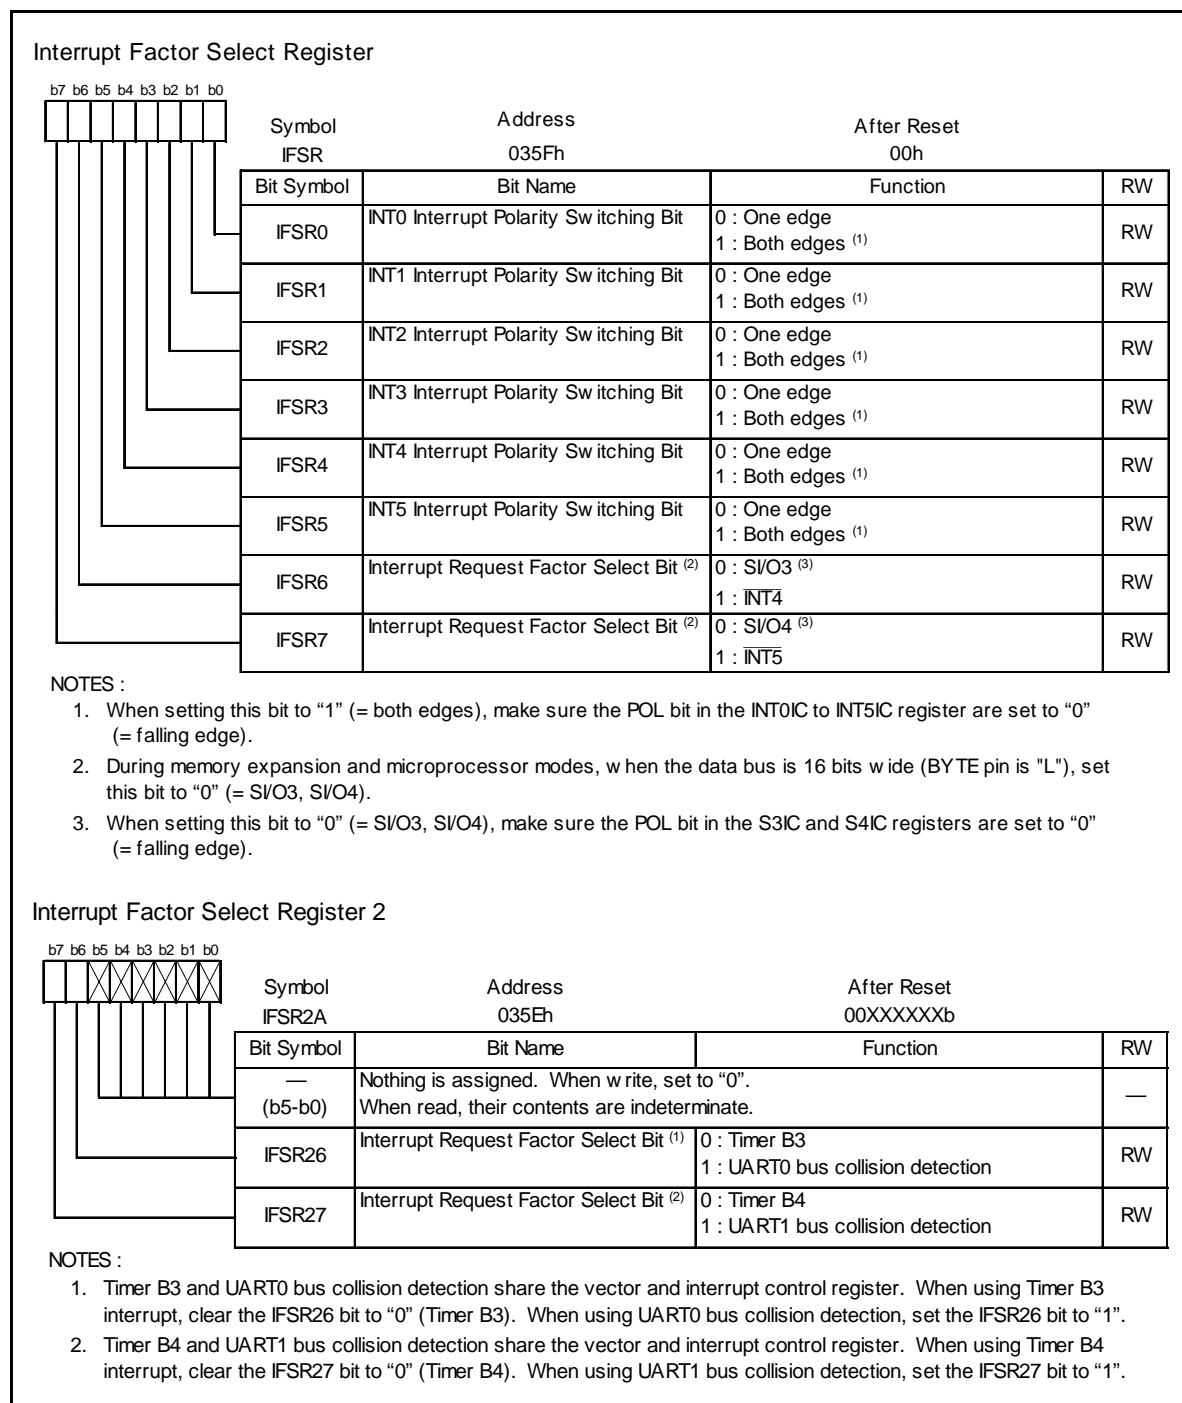 Interrupt Factor Select Register
b7 b6 b5 b4 b3 b2 b1 b0
Symbol Address After Reset
IFSR 035Fh 00h
Bit Symbol Bit Name Function RW
IFSR0 INT0 Interrupt Polarity Switching Bit 0 : One edge RW
1 : Both edges (1)
IFSR1 INT1 Interrupt Polarity Switching Bit 0 : One edge RW
1 : Both edges (1)
IFSR2 INT2 Interrupt Polarity Switching Bit 0 : One edge RW
1 : Both edges (1)
IFSR3 INT3 Interrupt Polarity Switching Bit 0 : One edge RW
1 : Both edges (1)
IFSR4 INT4 Interrupt Polarity Switching Bit 0 : One edge RW
1 : Both edges (1)
IFSR5 INT5 Interrupt Polarity Switching Bit 0 : One edge RW
1 : Both edges (1)
IFSR6 Interrupt Request Factor Select Bit (2) 0 : SI/O3 (3) RW
1 : INT4
IFSR7 Interrupt Request Factor Select Bit (2) 0 : SI/O4 (3) RW
1 : INT5
NOTES :
1. When setting this bit to “1” (= both edges), make sure the POL bit in the INT0IC to INT5IC register are set to “0”
(= falling edge).
2. During memory expansion and microprocessor modes, when the data bus is 16 bits wide (BYTE pin is "L"), set
this bit to “0” (= SI/O3, SI/O4).
3. When setting this bit to “0” (= SI/O3, SI/O4), make sure the POL bit in the S3IC and S4IC registers are set to “0”
(= falling edge).
Interrupt Factor Select Register 2
b7 b6 b5 b4 b3 b2 b1 b0
Symbol Address After Reset
IFSR2A 035Eh 00XXXXXXb
Bit Symbol Bit Name Function RW
— Nothing is assigned. When write, set to “0”. —
(b5-b0) When read, their contents are indeterminate.
IFSR26 Interrupt Request Factor Select Bit (1) 0 : Timer B3 RW
1 : UART0 bus collision detection
IFSR27 Interrupt Request Factor Select Bit (2) 0 : Timer B4 RW
1 : UART1 bus collision detection
NOTES :
1. Timer B3 and UART0 bus collision detection share the vector and interrupt control register. When using Timer B3
interrupt, clear the IFSR26 bit to “0” (Timer B3). When using UART0 bus collision detection, set the IFSR26 bit to “1”.
2. Timer B4 and UART1 bus collision detection share the vector and interrupt control register. When using Timer B4
interrupt, clear the IFSR27 bit to “0” (Timer B4). When using UART1 bus collision detection, set the IFSR27 bit to “1”.